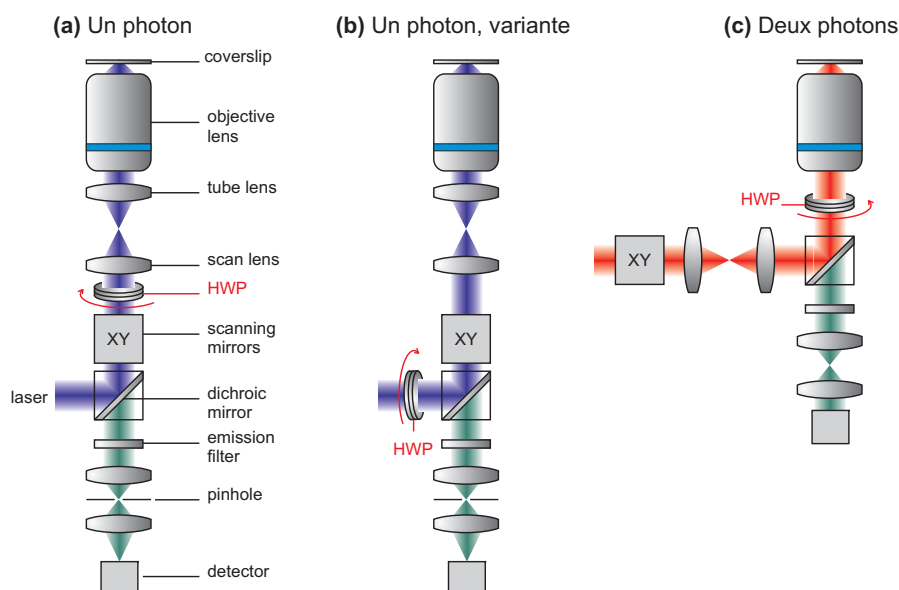 (a) Un photon
coverslip
objective
lens
tube lens
scan lens
HWP
XY
scanning
mirrors
laser
dichroic
mirror
emission
filter
pinhole
detector
(b) Un photon, variante
XY
HWP
(c) Deux photons
HWP
XY